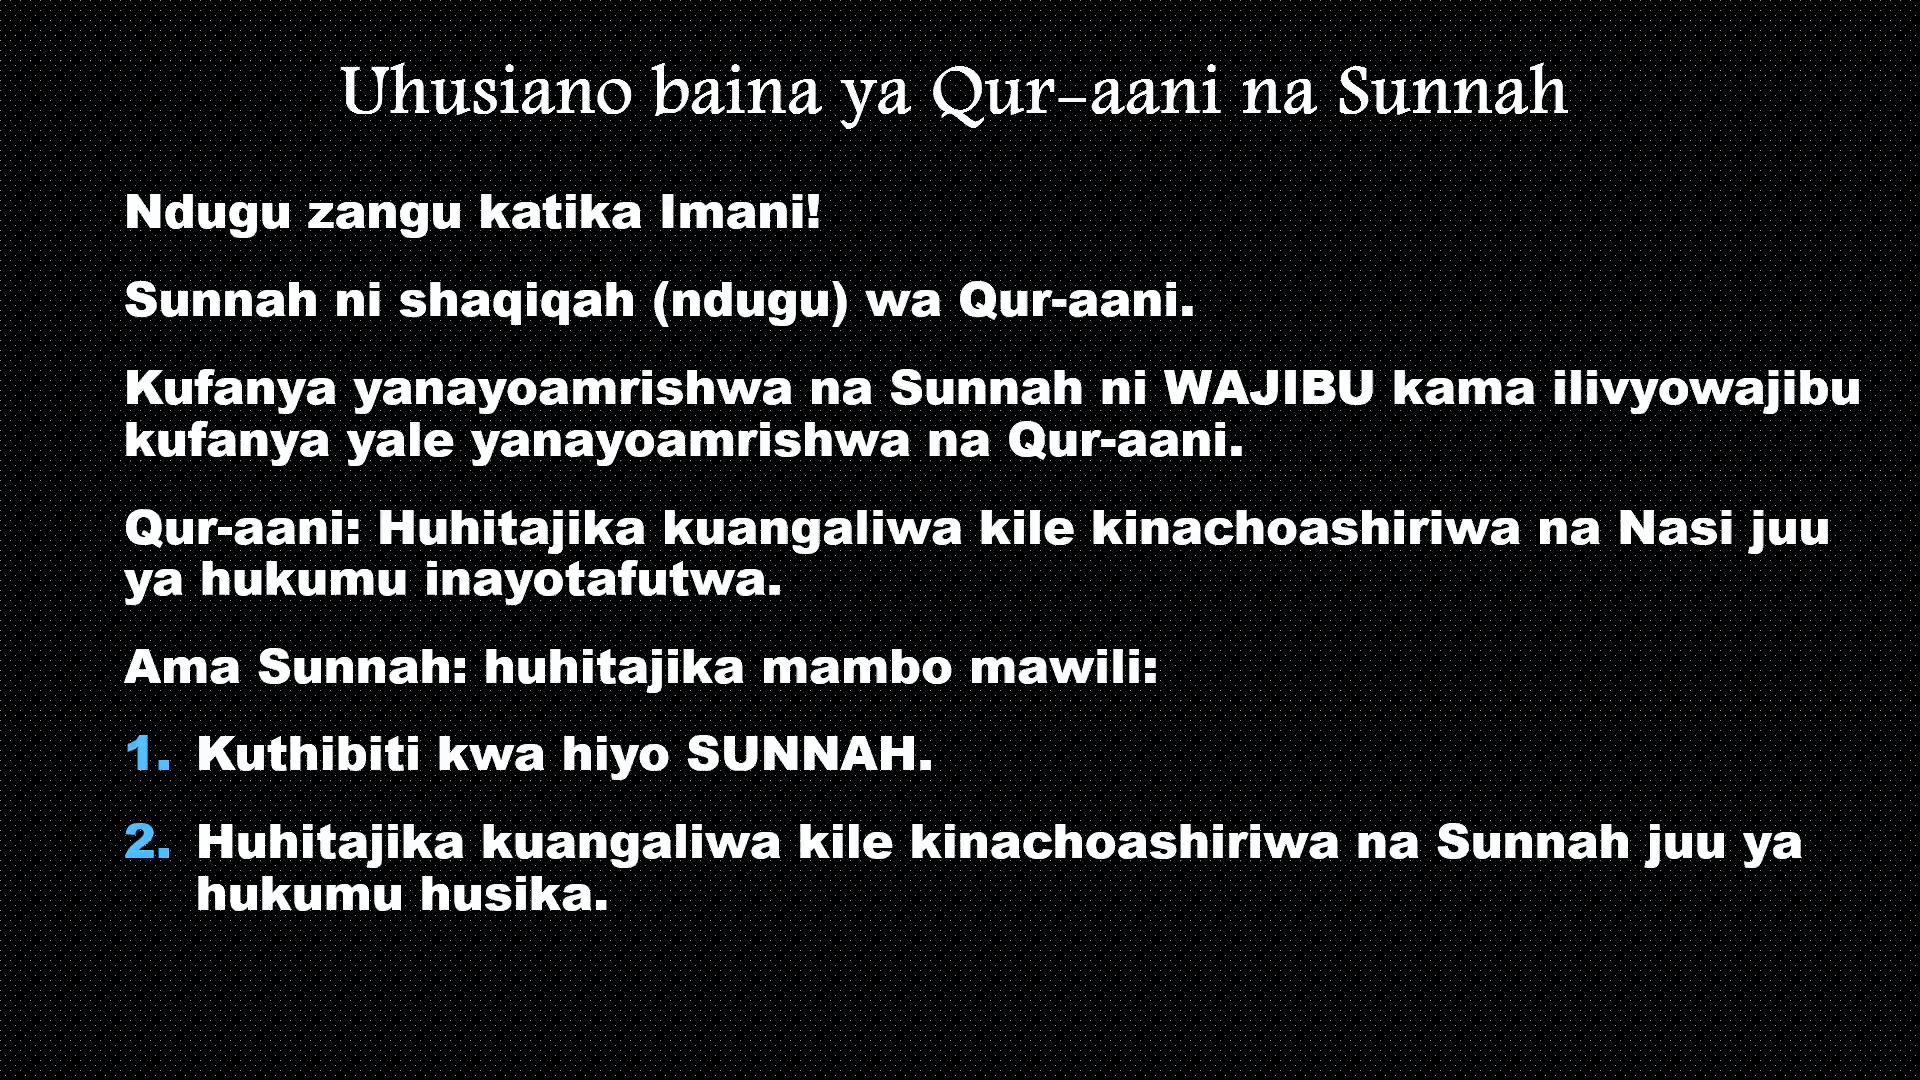 Uhusiano baina ya Qur-aani na Sunnah
Ndugu zangu katika Imani!
Sunnah ni shaqiqah (ndugu) wa Qur-aani.
Kufanya yanayoamrishwa na Sunnah ni WAJIBU kama ilivyowajibu
kufanya yale yanayoamrishwa na Qur-aani.
Qur-aani: Huhitajika kuangaliwa kile kinachoashiriwa na Nasi juu
ya hukumu inayotafutwa.
Ama Sunnah: huhitajika mambo mawili:
1. Kuthibiti kwa hiyo SUNNAH.
2. Huhitajika kuangaliwa kile kinachoashiriwa na Sunnah juu ya
hukumu husika.